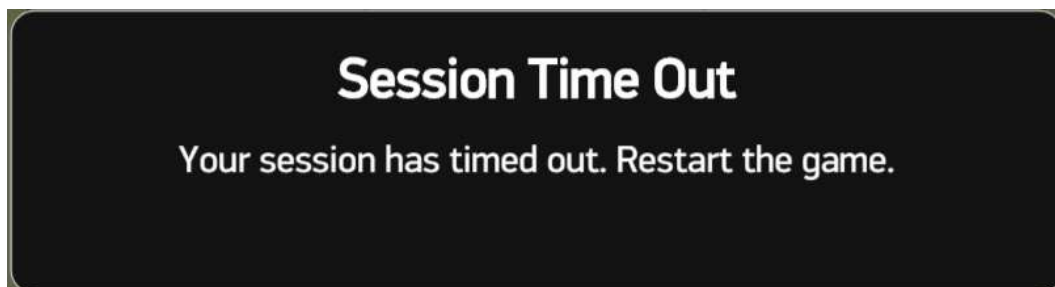 Session Time Out
Your session has timed out. Restart the game.